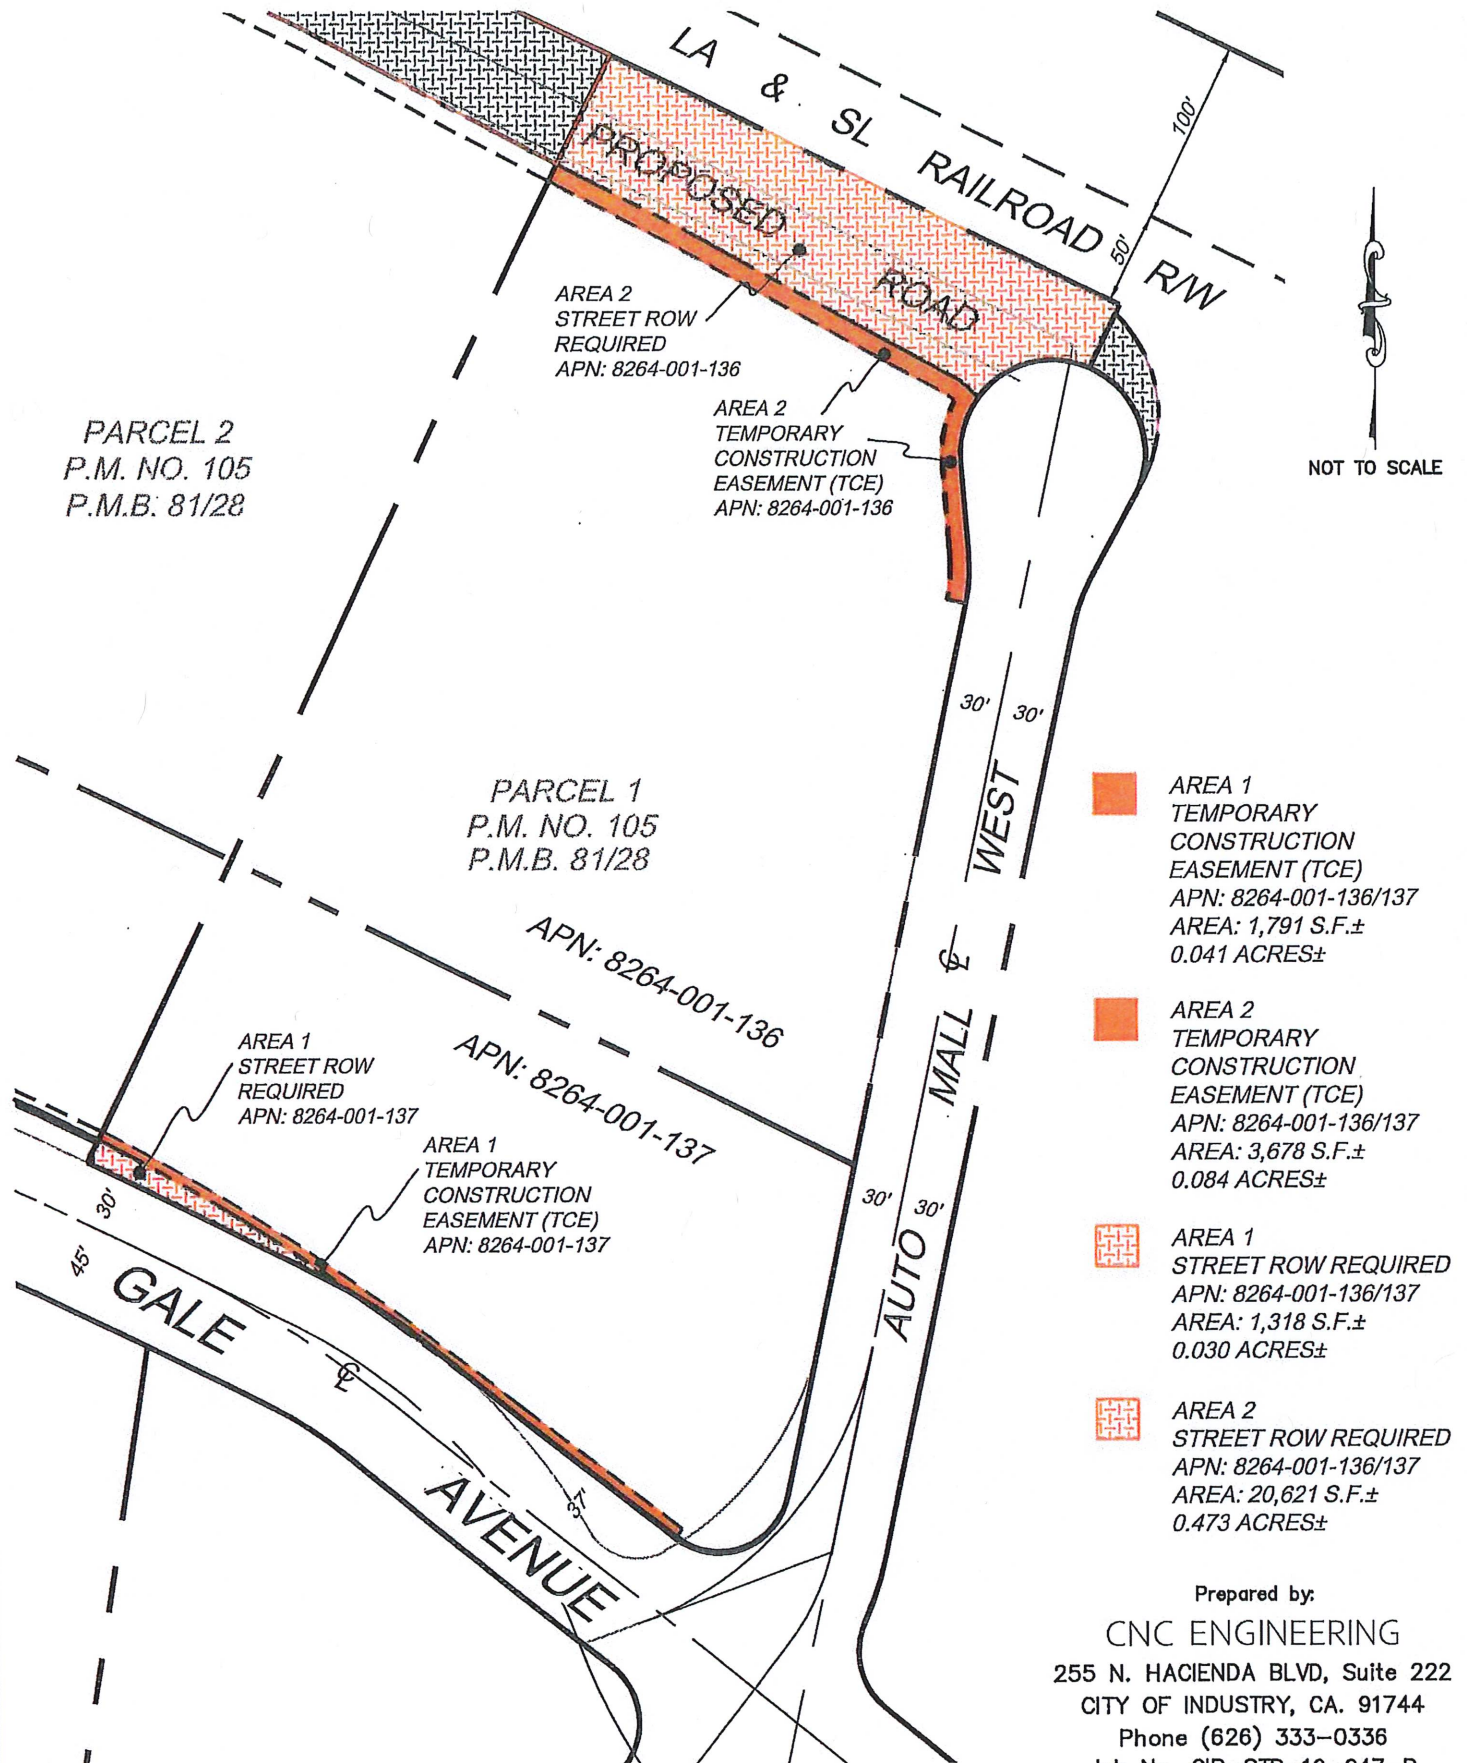 LA & SL RAILROAD R/W
100'
50'
PROPOSED
ROAD
AREA 2
STREET ROW
REQUIRED
APN: 8264-001-136
AREA 2
TEMPORARY
CONSTRUCTION
EASEMENT (TCE)
APN: 8264-001-136
NOT TO SCALE
PARCEL 2
P.M. NO. 105
P.M.B. 81/28
30' 30'
PARCEL 1
P.M. NO. 105
P.M.B. 81/28
APN: 8264-001-136
APN: 8264-001-137
AUTO MALL ℄ WEST
30' 30'
AREA 1
STREET ROW
REQUIRED
APN: 8264-001-137
AREA 1
TEMPORARY
CONSTRUCTION
EASEMENT (TCE)
APN: 8264-001-137
30'
45'
GALE ℄ AVENUE
37'
AREA 1
TEMPORARY
CONSTRUCTION
EASEMENT (TCE)
APN: 8264-001-136/137
AREA: 1,791 S.F.±
0.041 ACRES±
AREA 2
TEMPORARY
CONSTRUCTION
EASEMENT (TCE)
APN: 8264-001-136/137
AREA: 3,678 S.F.±
0.084 ACRES±
AREA 1
STREET ROW REQUIRED
APN: 8264-001-136/137
AREA: 1,318 S.F.±
0.030 ACRES±
AREA 2
STREET ROW REQUIRED
APN: 8264-001-136/137
AREA: 20,621 S.F.±
0.473 ACRES±
Prepared by:
CNC ENGINEERING
255 N. HACIENDA BLVD, Suite 222
CITY OF INDUSTRY, CA. 91744
Phone (626) 333-0336